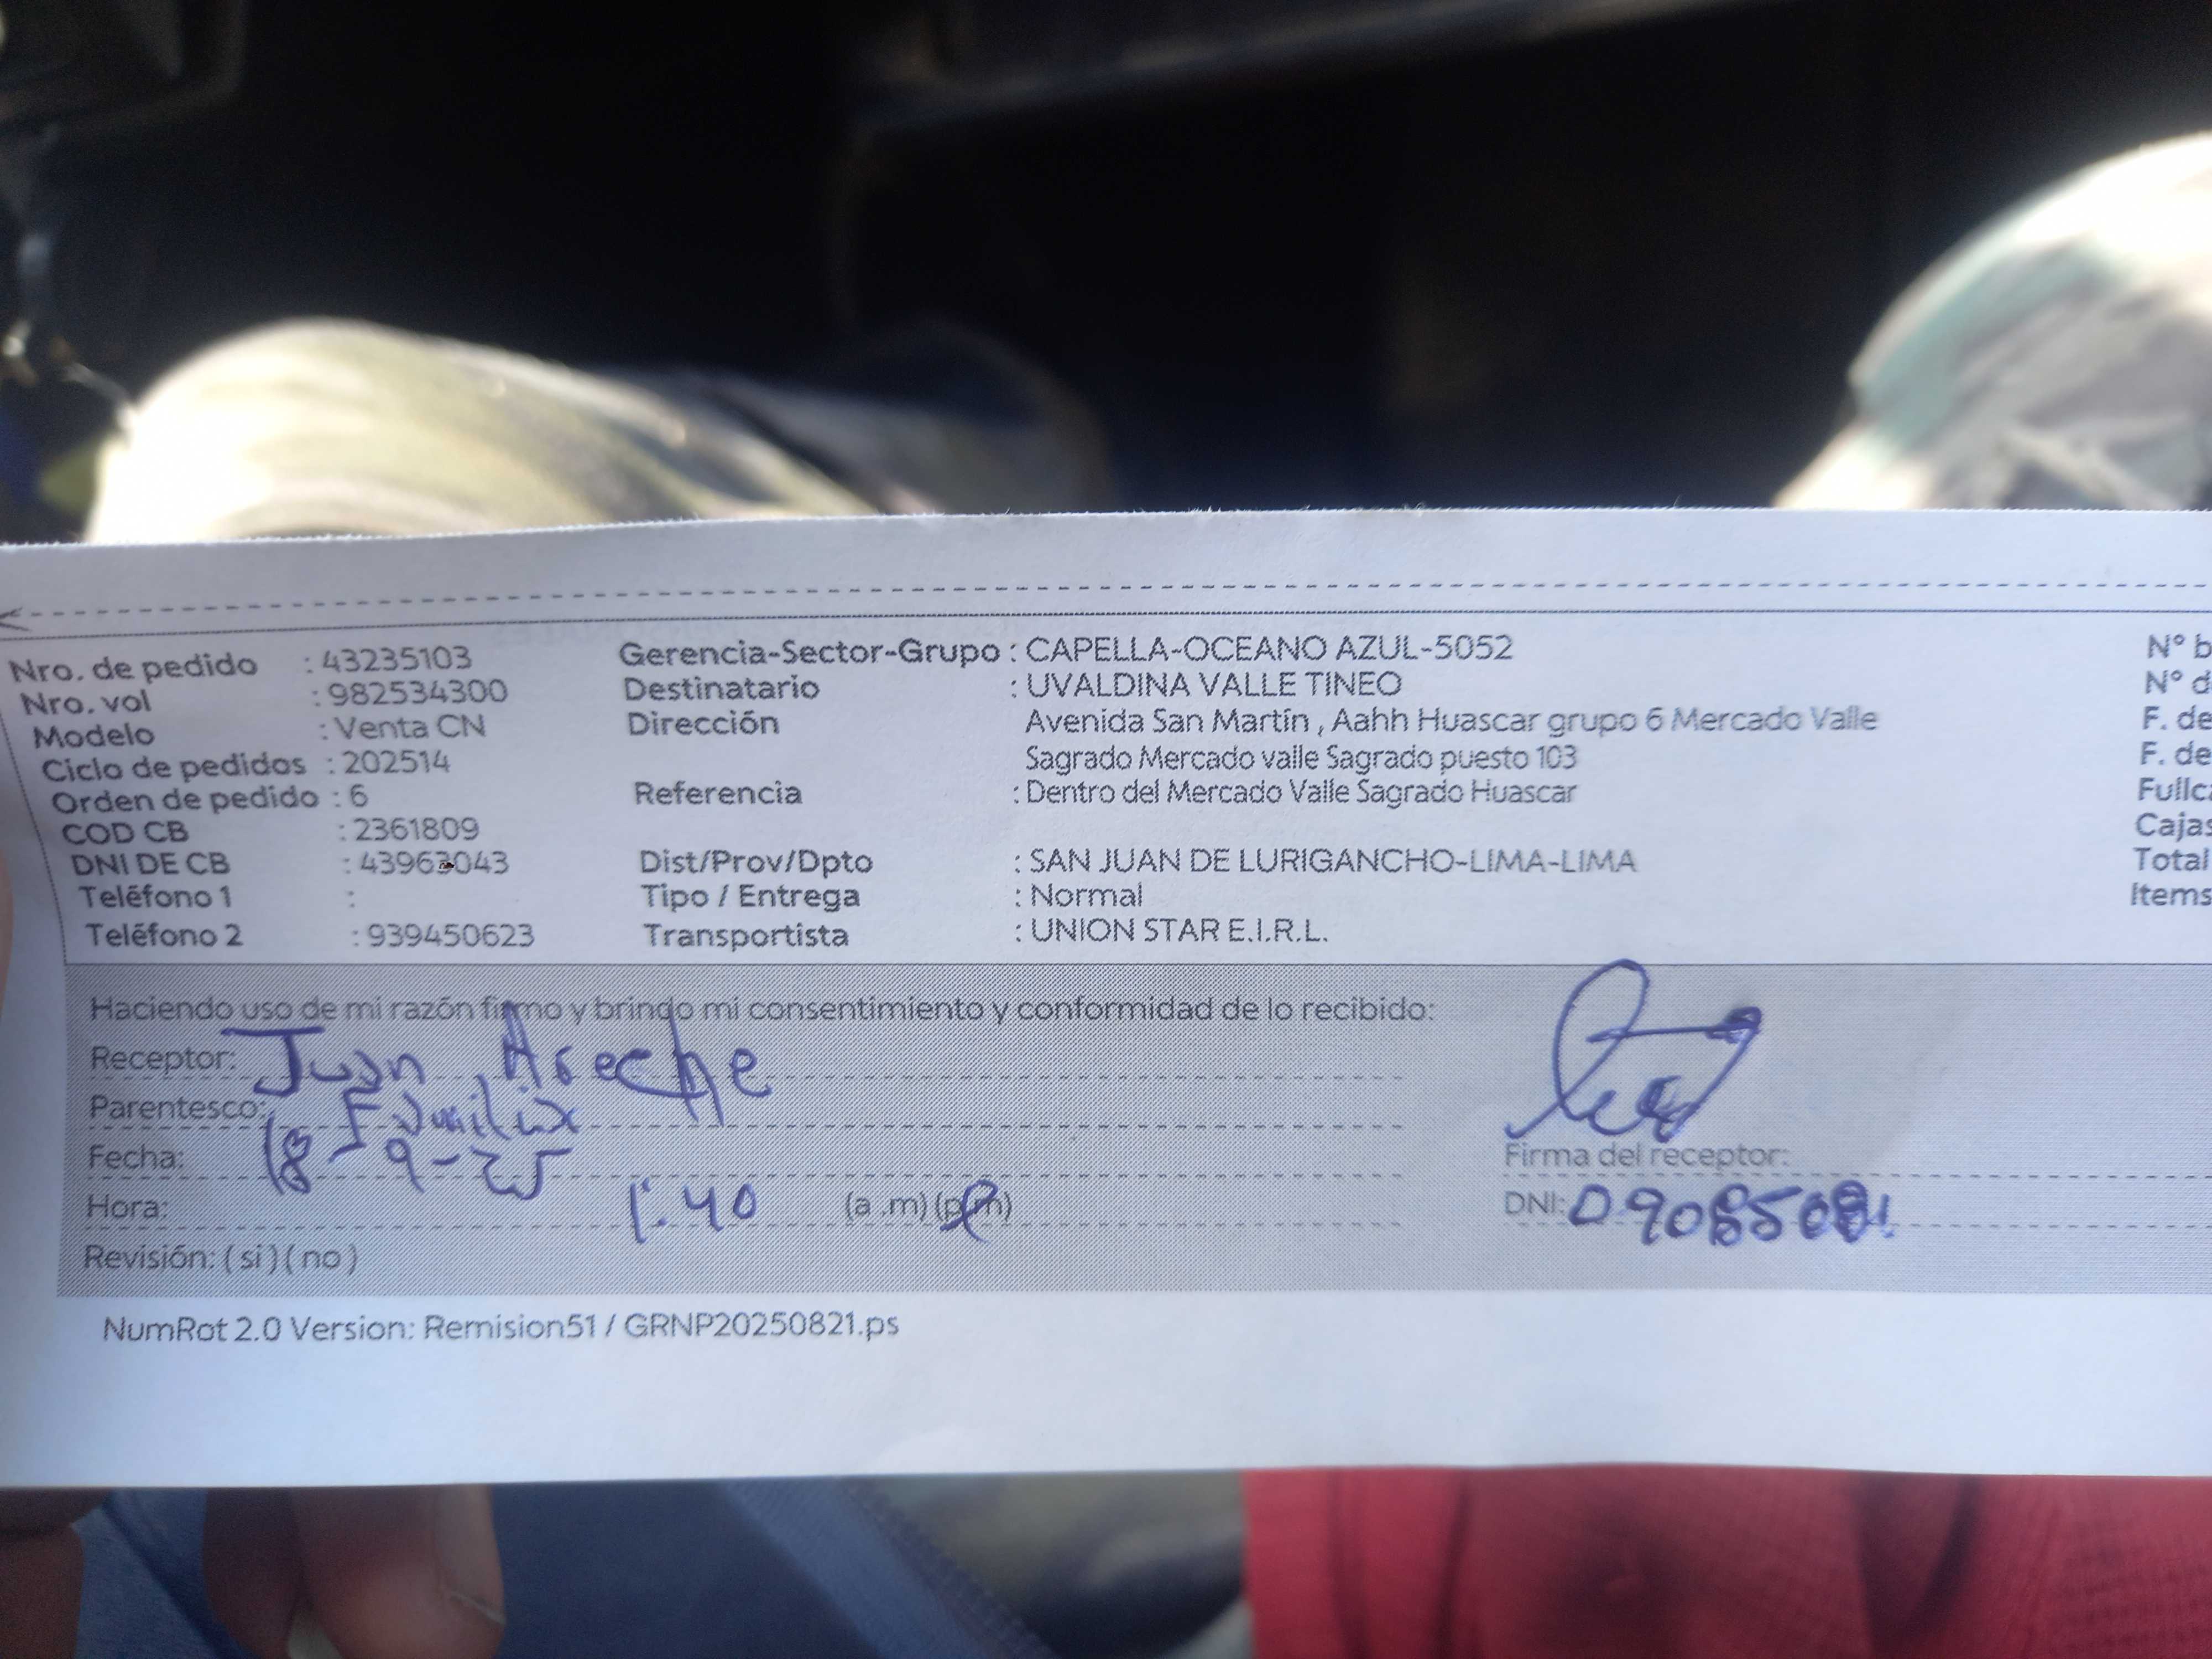 Nro. de pedido : 43235103 Gerencia-Sector-Grupo : CAPELLA-OCEANO AZUL-5052 N° b
Nro. vol : 982534300 Destinatario : UVALDINA VALLE TINEO N° d
Modelo : Venta CN Dirección Avenida San Martín , Aahh Huascar grupo 6 Mercado Valle F. de
Ciclo de pedidos : 202514 Sagrado Mercado valle Sagrado puesto 103 F. de
Orden de pedido : 6 Referencia : Dentro del Mercado Valle Sagrado Huascar Fullca
COD CB : 2361809 Cajas
DNI DE CB : 43963043 Dist/Prov/Dpto : SAN JUAN DE LURIGANCHO-LIMA-LIMA Total
Teléfono 1 : Tipo / Entrega : Normal Items
Teléfono 2 : 939450623 Transportista : UNION STAR E.I.R.L.
Haciendo uso de mi razón firmo y brindo mi consentimiento y conformidad de lo recibido:
Receptor: Juan
Parentesco: Familia
Fecha: 18-9-25 Firma del receptor:
Hora: 1:40 (a .m) (p.m) DNI:
Revisión: ( si ) ( no )
NumRot 2.0 Version: Remision51 / GRNP20250821.ps